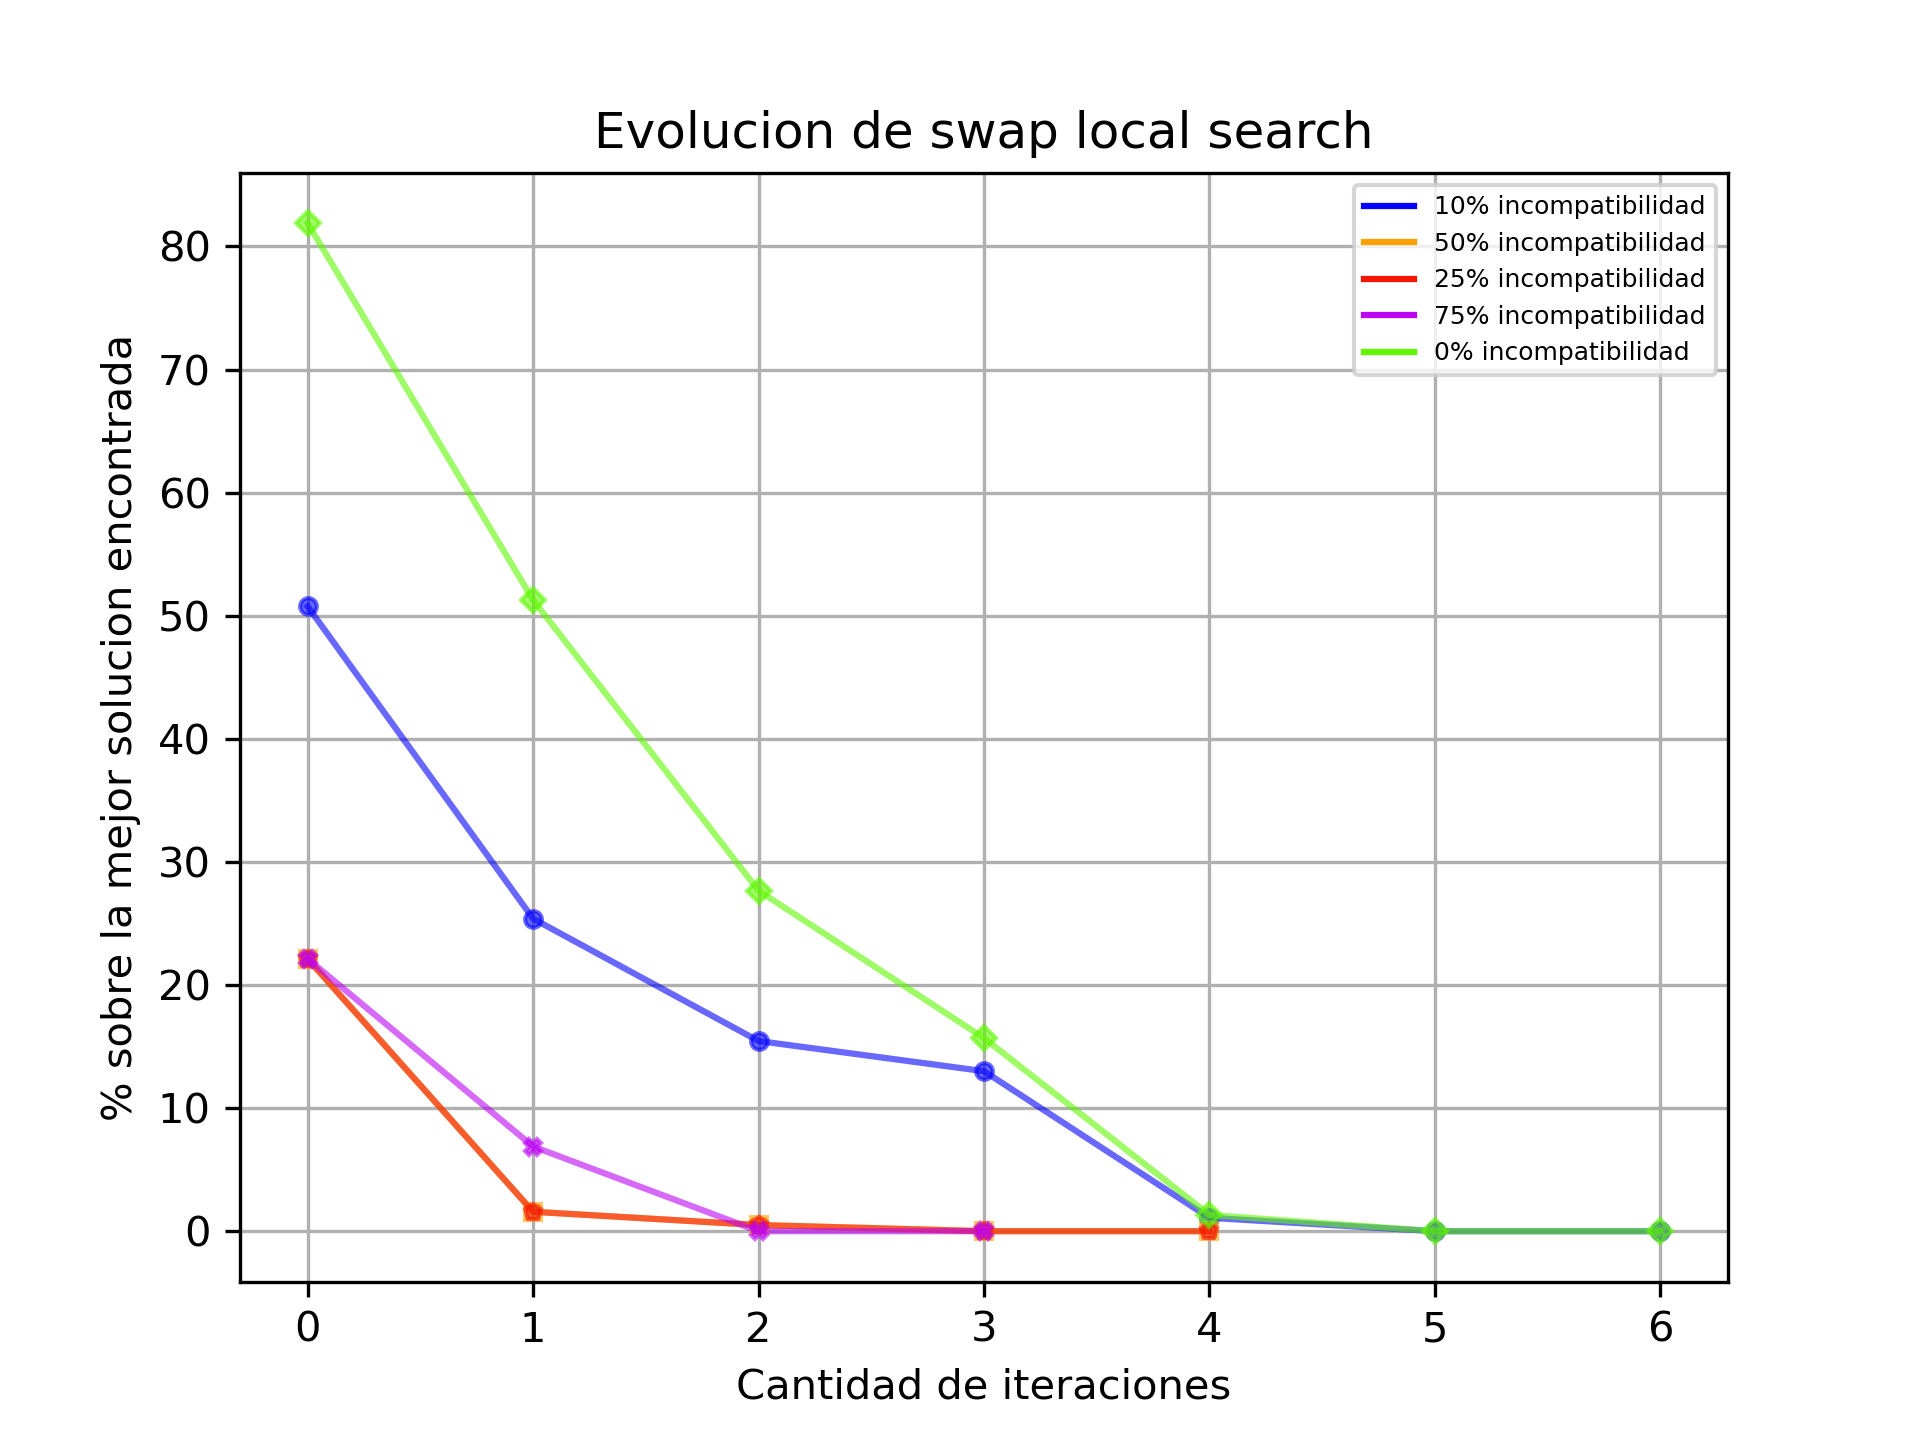 Evolucion de swap local search
10% incompatibilidad
50% incompatibilidad
25% incompatibilidad
75% incompatibilidad
0% incompatibilidad
% sobre la mejor solucion encontrada
80
70
60
50
40
30
20
10
0
0 1 2 3 4 5 6
Cantidad de iteraciones